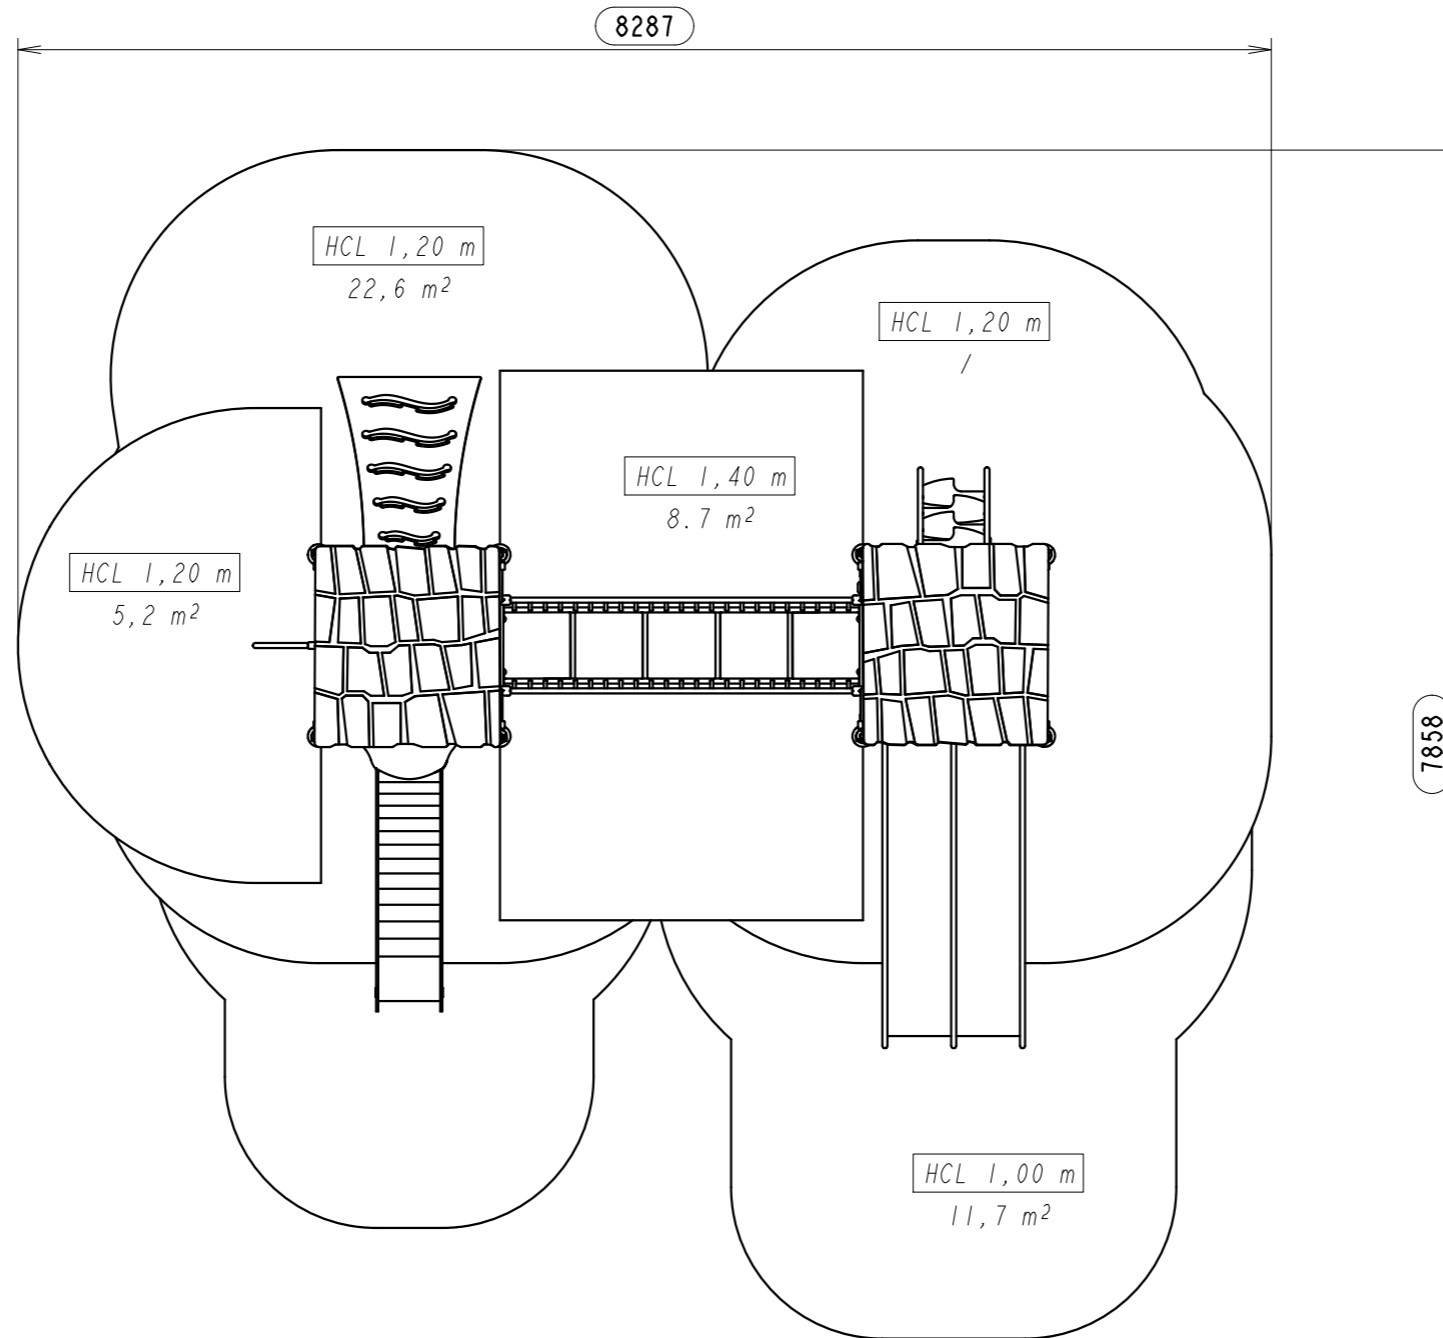 8287
HCL 1,20 m
22,6 m²
HCL 1,20 m
/
HCL 1,40 m
8.7 m²
HCL 1,20 m
5,2 m²
7858
HCL 1,00 m
11,7 m²